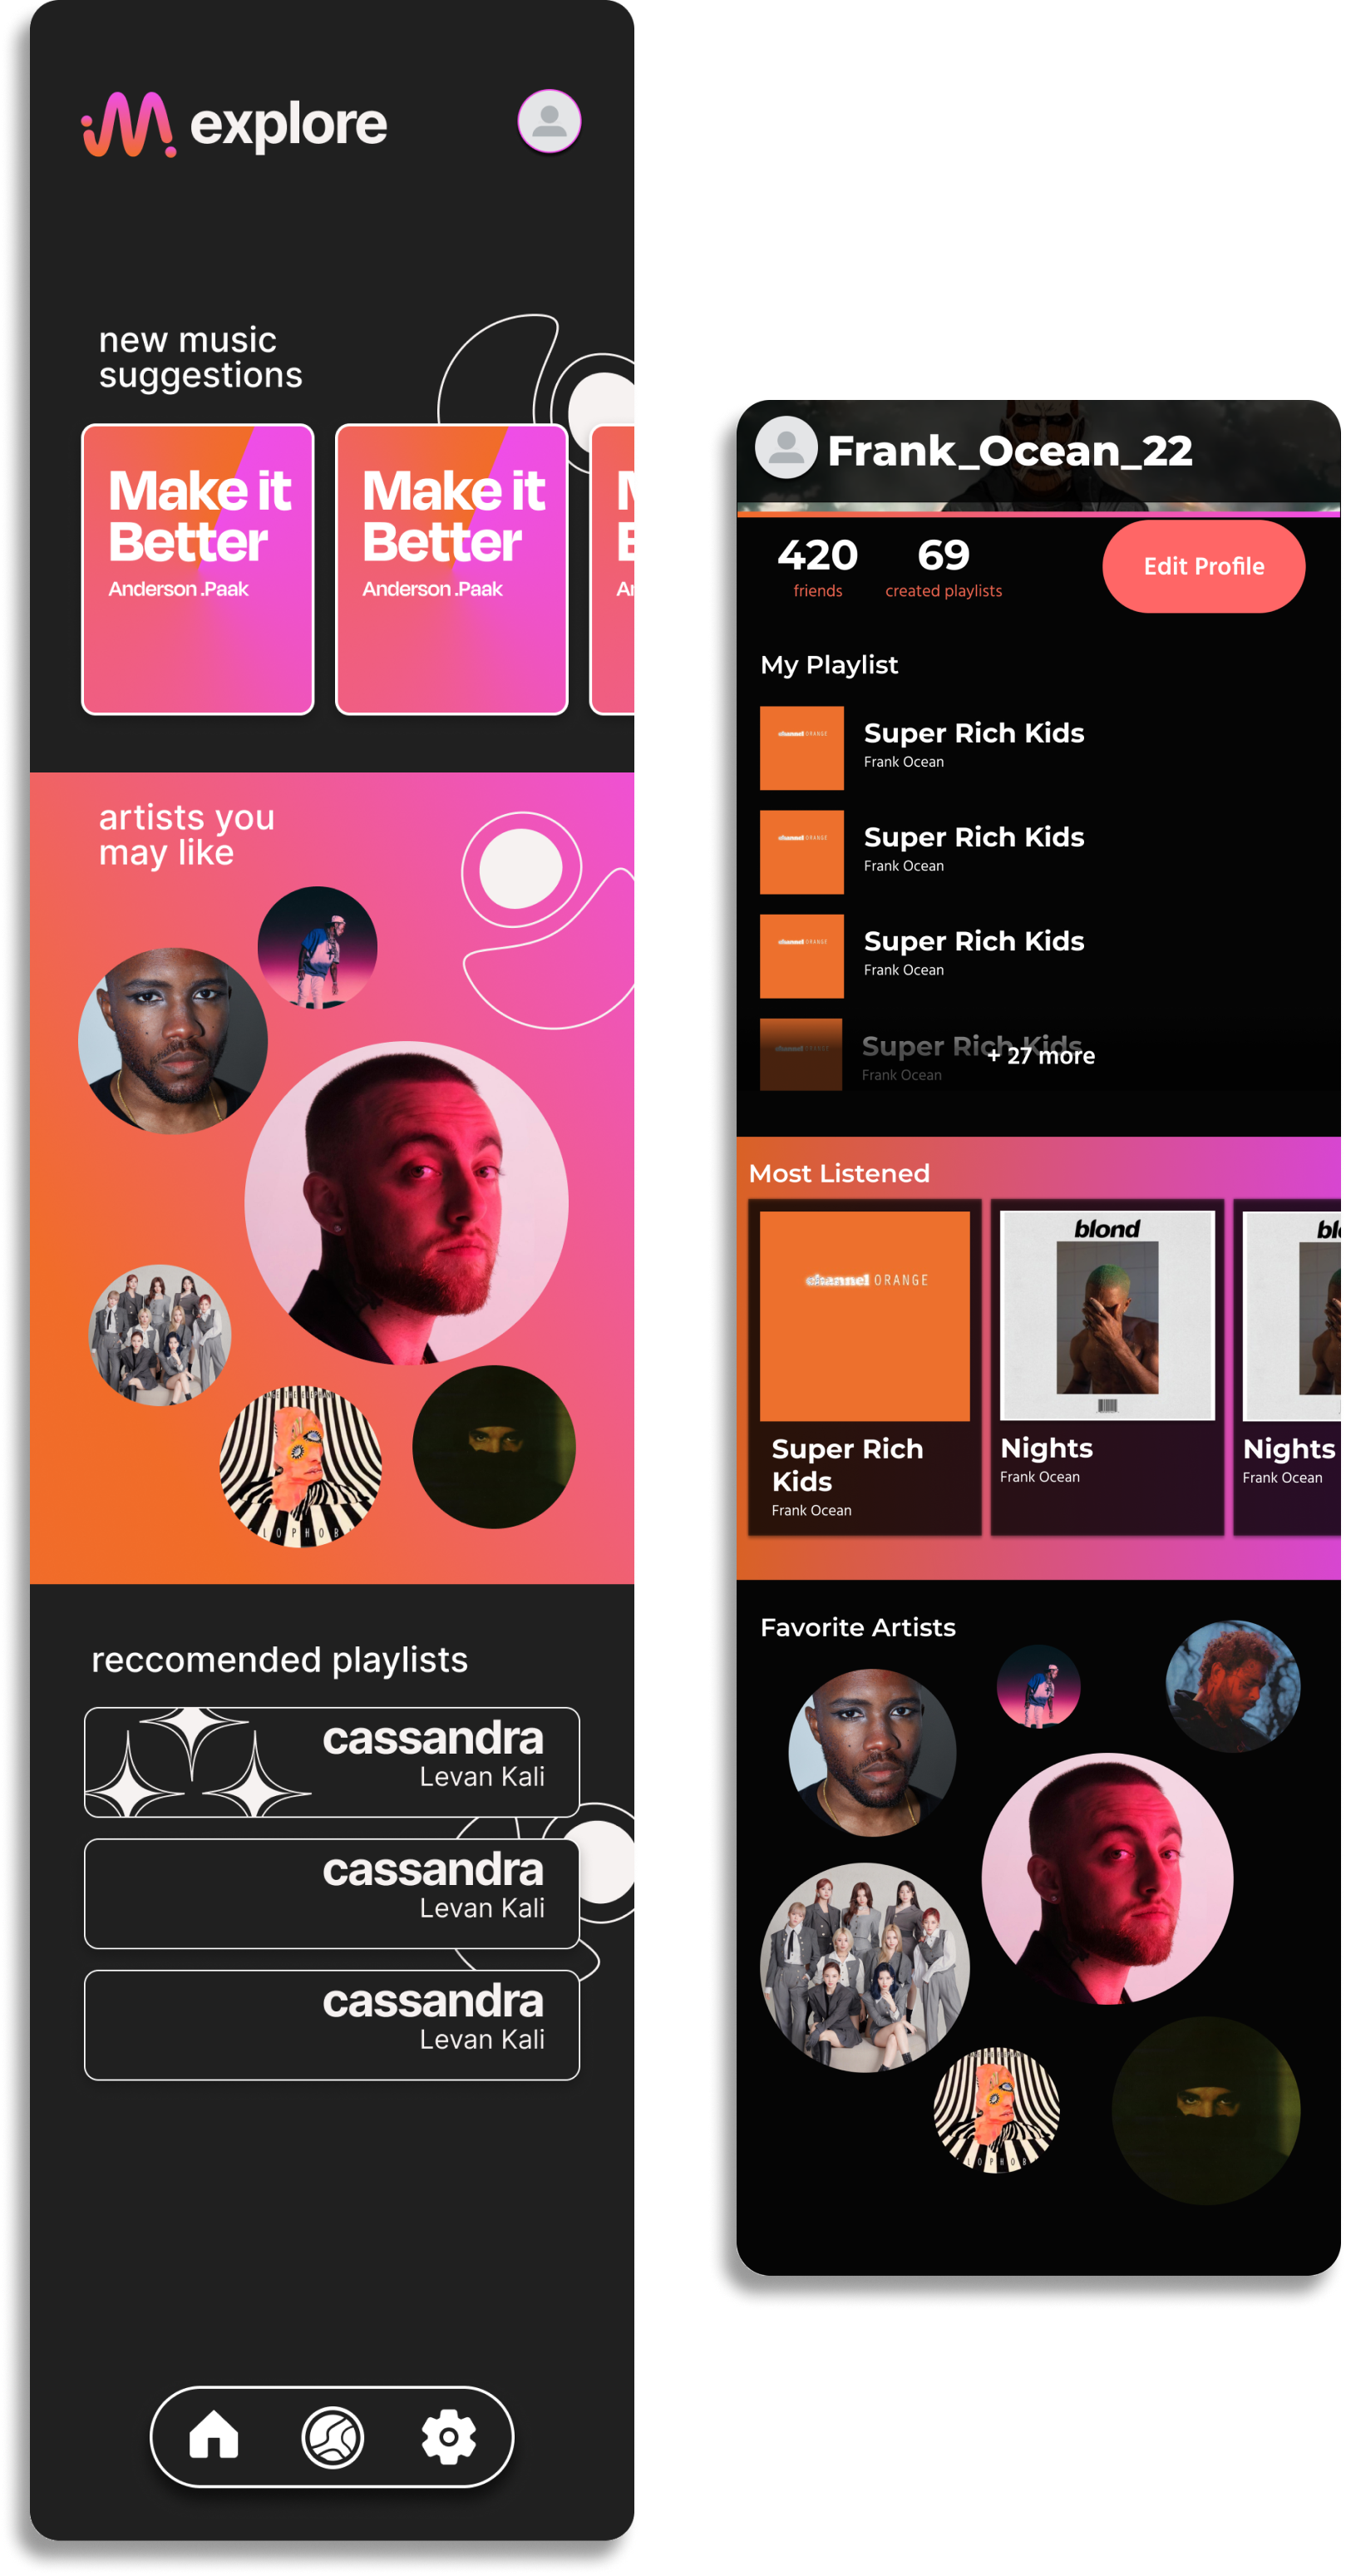 explore
new music
suggestions
Make it
Better
Anderson .Paak
Make it
Better
Anderson .Paak
artists you
may like
reccomended playlists
cassandra
Levan Kali
cassandra
Levan Kali
cassandra
Levan Kali
Frank_Ocean_22
420
friends
69
created playlists
Edit Profile
My Playlist
channel ORANGE
Super Rich Kids
Frank Ocean
channel ORANGE
Super Rich Kids
Frank Ocean
channel ORANGE
Super Rich Kids
Frank Ocean
Super Rich Kids
Frank Ocean
+ 27 more
Most Listened
channel ORANGE
Super Rich
Kids
Frank Ocean
blond
Nights
Frank Ocean
Nights
Frank Ocean
Favorite Artists